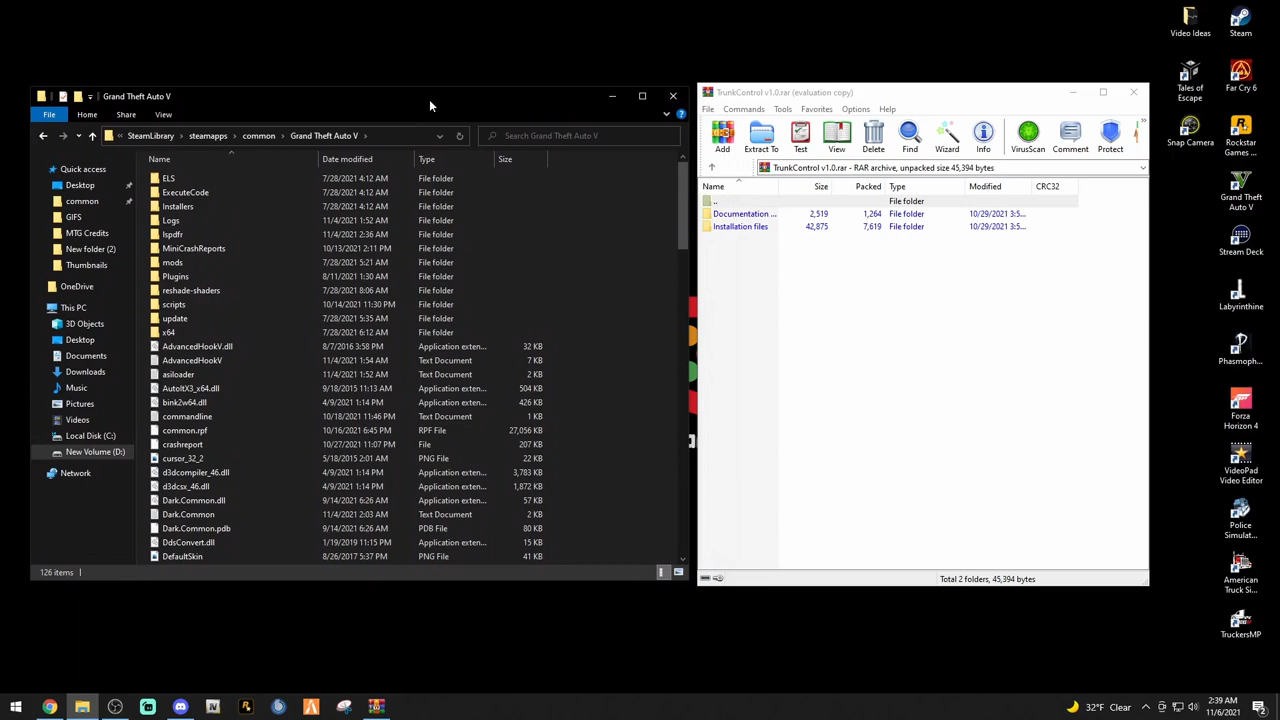 Grand Theft Auto V
File
Home
Share
View
SteamLibrary > steamapps > common > Grand Theft Auto V
Search Grand Theft Auto V
Name
Date modified
Type
Size
Quick access
Desktop
common
GIFS
MTG Credits
New folder (2)
Thumbnails
OneDrive
This PC
3D Objects
Desktop
Documents
Downloads
Music
Pictures
Videos
Local Disk (C:)
New Volume (D:)
Network
ELS 7/28/2021 4:12 AM File folder
ExecuteCode 7/28/2021 4:12 AM File folder
Installers 7/28/2021 4:12 AM File folder
Logs 11/4/2021 1:52 AM File folder
lspdfr 11/4/2021 2:36 AM File folder
MiniCrashReports 10/13/2021 2:11 PM File folder
mods 7/28/2021 5:21 AM File folder
Plugins 8/11/2021 1:30 AM File folder
reshade-shaders 7/28/2021 8:06 AM File folder
scripts 10/14/2021 11:30 PM File folder
update 7/28/2021 5:35 AM File folder
x64 7/28/2021 6:12 AM File folder
AdvancedHookV.dll 8/7/2016 3:58 PM Application exten... 32 KB
AdvancedHookV 11/4/2021 1:54 AM Text Document 7 KB
asiloader 11/4/2021 1:52 AM Text Document 2 KB
AutoItX3_x64.dll 9/18/2015 11:13 AM Application exten... 504 KB
bink2w64.dll 4/9/2021 1:14 PM Application exten... 426 KB
commandline 10/18/2021 11:46 PM Text Document 1 KB
common.rpf 10/16/2021 6:45 PM RPF File 27,056 KB
crashreport 10/27/2021 11:07 PM File 207 KB
cursor_32_2 5/18/2015 2:01 AM PNG File 22 KB
d3dcompiler_46.dll 4/9/2021 1:14 PM Application exten... 3,783 KB
d3dcsx_46.dll 4/9/2021 1:14 PM Application exten... 1,872 KB
Dark.Common.dll 9/14/2021 6:26 AM Application exten... 57 KB
Dark.Common 11/4/2021 2:03 AM Text Document 2 KB
Dark.Common.pdb 9/14/2021 6:26 AM PDB File 80 KB
DdsConvert.dll 1/19/2019 11:15 PM Application exten... 15 KB
DefaultSkin 8/26/2017 5:37 PM PNG File 41 KB
126 items
TrunkControl v1.0.rar (evaluation copy)
File Commands Tools Favorites Options Help
Add
Extract To
Test
View
Delete
Find
Wizard
Info
VirusScan
Comment
Protect
TrunkControl v1.0.rar - RAR archive, unpacked size 45,394 bytes
Name Size Packed Type Modified CRC32
.. File folder
Documentation ... 2,519 1,264 File folder 10/29/2021 3:5...
Installation files 42,875 7,619 File folder 10/29/2021 3:5...
Total 2 folders, 45,394 bytes
Video Ideas
Steam
Tales of
Escape
Far Cry 6
Snap Camera
Rockstar
Games ...
Grand Theft
Auto V
Stream Deck
Labyrinthine
Phasmoph...
Forza
Horizon 4
VideoPad
Video Editor
Police
Simulat...
American
Truck Si...
TruckersMP
32°F Clear
2:39 AM
11/6/2021
2